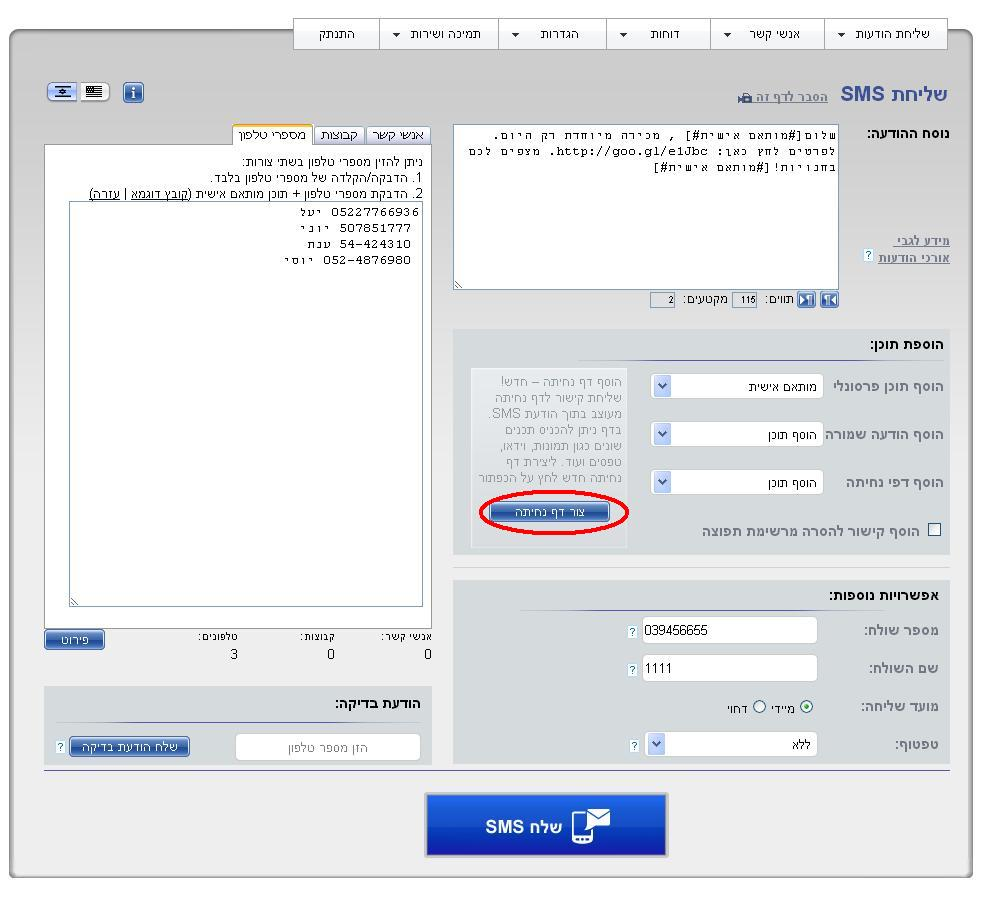 שליחת הודעות
אנשי קשר
דוחות
הגדרות
תמיכה ושירות
התנתק
שליחת SMS
הסבר לדף זה
i
נוסח ההודעה:
שלום[#מותאם אישית#] , מכירה מיוחדת רק היום.
לפרטים לחץ כאן: http://goo.gl/e1Jbc. מצפים לכם
בחנויות![#מותאם אישית#]
מידע לגבי
אורכי הודעות
?
תווים: 115 מקטעים: 2
הוספת תוכן:
הוסף תוכן פרסונלי
מותאם אישית
הוסף הודעה שמורה
הוסף תוכן
הוסף דפי נחיתה
הוסף תוכן
הוסף קישור להסרה מרשימת תפוצה
הוסף דף נחיתה – חדש!
שליחת קישור לדף נחיתה
מעוצב בתוך הודעת SMS.
בדף ניתן להכניס תכנים
שונים כגון תמונות, וידאו,
טפסים ועוד. ליצירת דף
נחיתה חדש לחץ על הכפתור
צור דף נחיתה
אפשרויות נוספות:
מספר שולח:
039456655
?
שם השולח:
1111
?
מועד שליחה:
מיידי
דחוי
טפטוף:
ללא
?
אנשי קשר
קבוצות
מספרי טלפון
ניתן להזין מספרי טלפון בשתי צורות:
1. הדבקה/הקלדה של מספרי טלפון בלבד.
2. הדבקת מספרי טלפון + תוכן מותאם אישית (קובץ דוגמא | עזרה)
05227766936 יעל
507851777 יוני
54-424310 ענת
052-4876980 יוסי
אנשי קשר:
קבוצות:
טלפונים:
0
0
3
פירוט
הודעת בדיקה:
הזן מספר טלפון
שלח הודעת בדיקה
?
שלח SMS